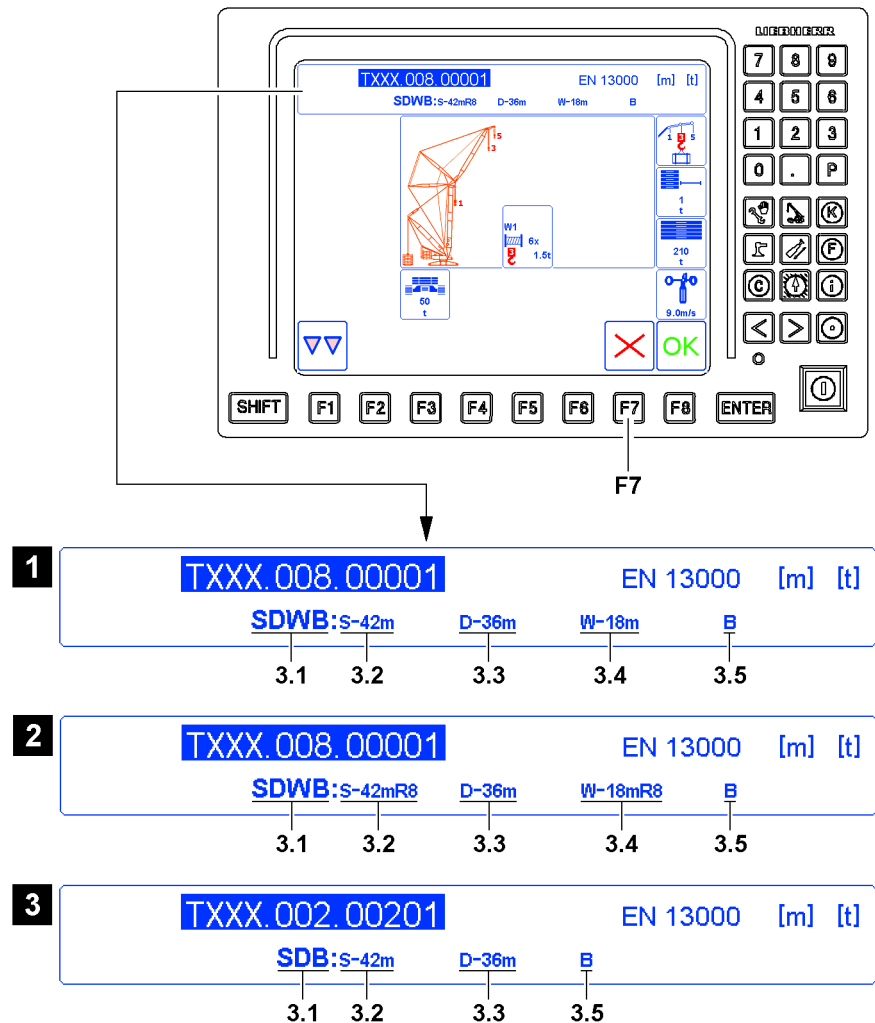 LIEBHERR
TXXX.008.00001 EN 13000 [m] [t]
SDWB:S-42mR8 D-36m W-18m B
7 8 9
4 5 6
1 2 3
0 . P
5
3
1
1 3 5
1
t
W1
6x
3
1.5t
210
t
50
t
9.0m/s
OK
K
F
C i
< >
SHIFT F1 F2 F3 F4 F5 F6 F7 F8 ENTER
F7
1
TXXX.008.00001 EN 13000 [m] [t]
SDWB:S-42m D-36m W-18m B
3.1 3.2 3.3 3.4 3.5
2
TXXX.008.00001 EN 13000 [m] [t]
SDWB:S-42mR8 D-36m W-18mR8 B
3.1 3.2 3.3 3.4 3.5
3
TXXX.002.00201 EN 13000 [m] [t]
SDB:S-42m D-36m B
3.1 3.2 3.3 3.5